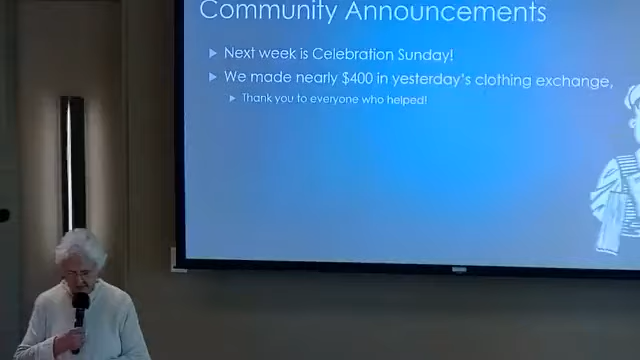 Community Announcements
Next week is Celebration Sunday!
We made nearly $400 in yesterday's clothing exchange,
Thank you to everyone who helped!